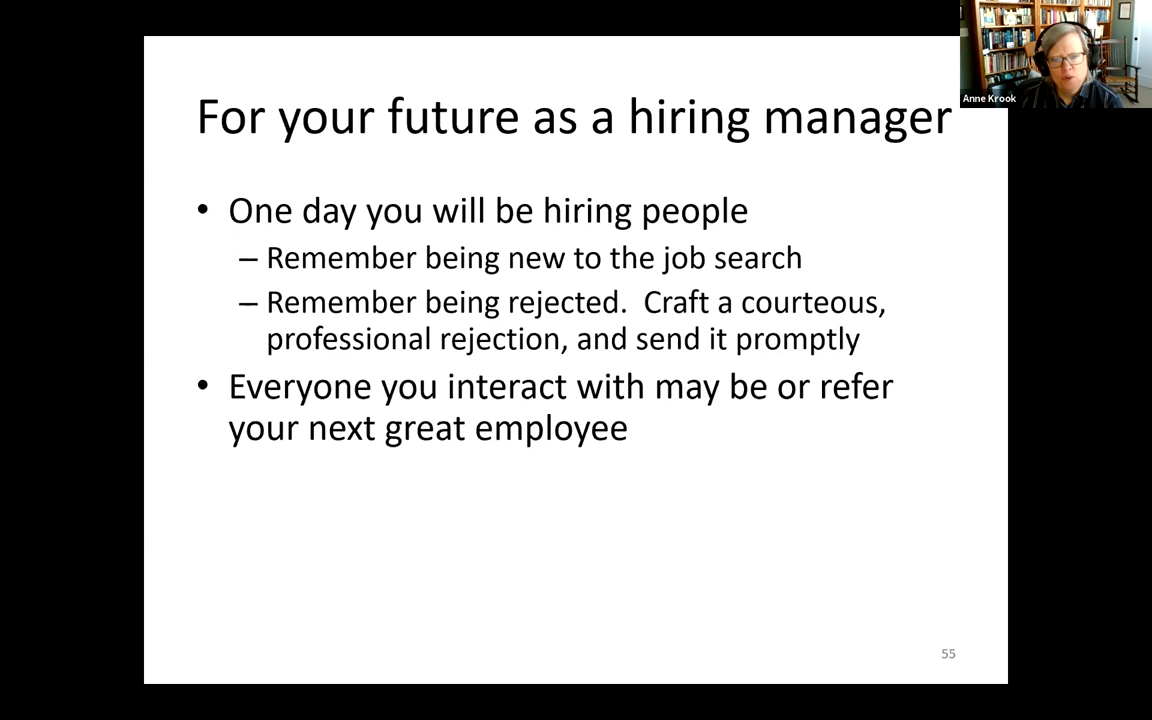 Anne Krook
For your future as a hiring manager
• One day you will be hiring people
– Remember being new to the job search
– Remember being rejected.  Craft a courteous,
professional rejection, and send it promptly
• Everyone you interact with may be or refer
your next great employee
55